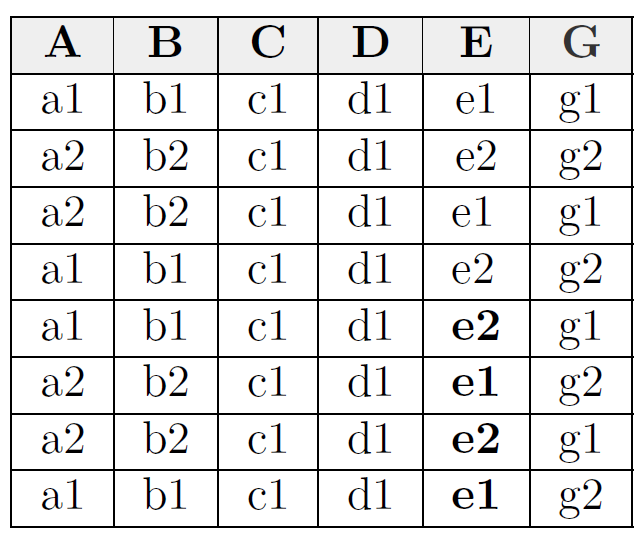 A B C D E G
a1 b1 c1 d1 e1 g1
a2 b2 c1 d1 e2 g2
a2 b2 c1 d1 e1 g1
a1 b1 c1 d1 e2 g2
a1 b1 c1 d1 e2 g1
a2 b2 c1 d1 e1 g2
a2 b2 c1 d1 e2 g1
a1 b1 c1 d1 e1 g2